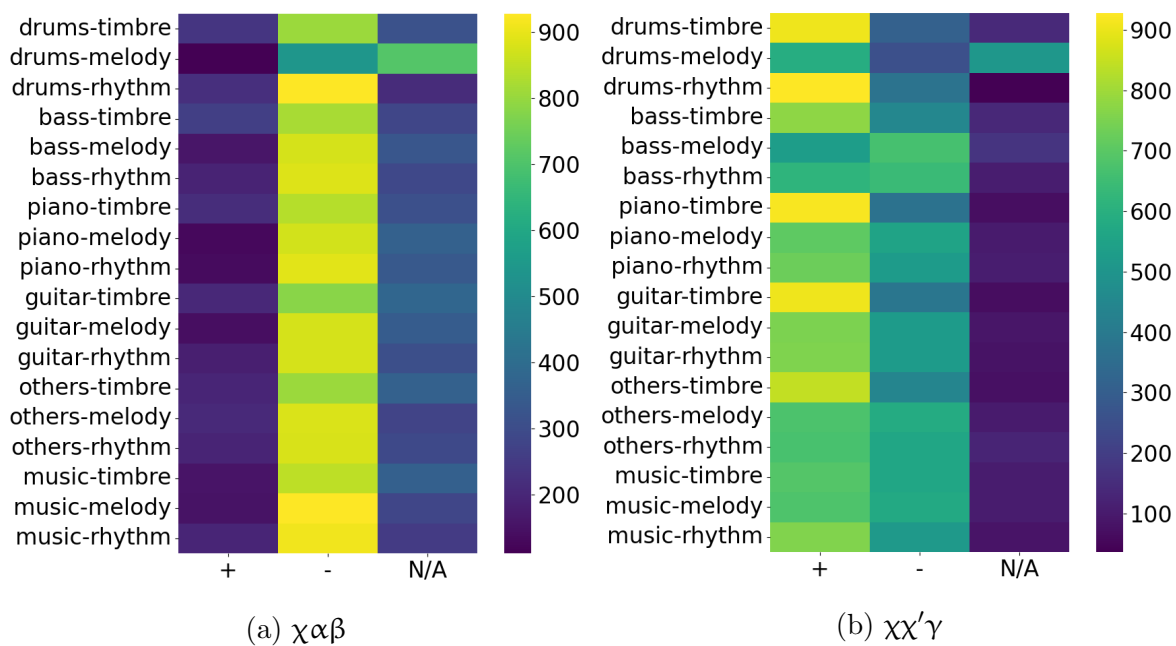 drums-timbre
drums-melody
drums-rhythm
bass-timbre
bass-melody
bass-rhythm
piano-timbre
piano-melody
piano-rhythm
guitar-timbre
guitar-melody
guitar-rhythm
others-timbre
others-melody
others-rhythm
music-timbre
music-melody
music-rhythm
+ - N/A
900
800
700
600
500
400
300
200
(a) χαβ
drums-timbre
drums-melody
drums-rhythm
bass-timbre
bass-melody
bass-rhythm
piano-timbre
piano-melody
piano-rhythm
guitar-timbre
guitar-melody
guitar-rhythm
others-timbre
others-melody
others-rhythm
music-timbre
music-melody
music-rhythm
+ - N/A
900
800
700
600
500
400
300
200
100
(b) χχ′γ